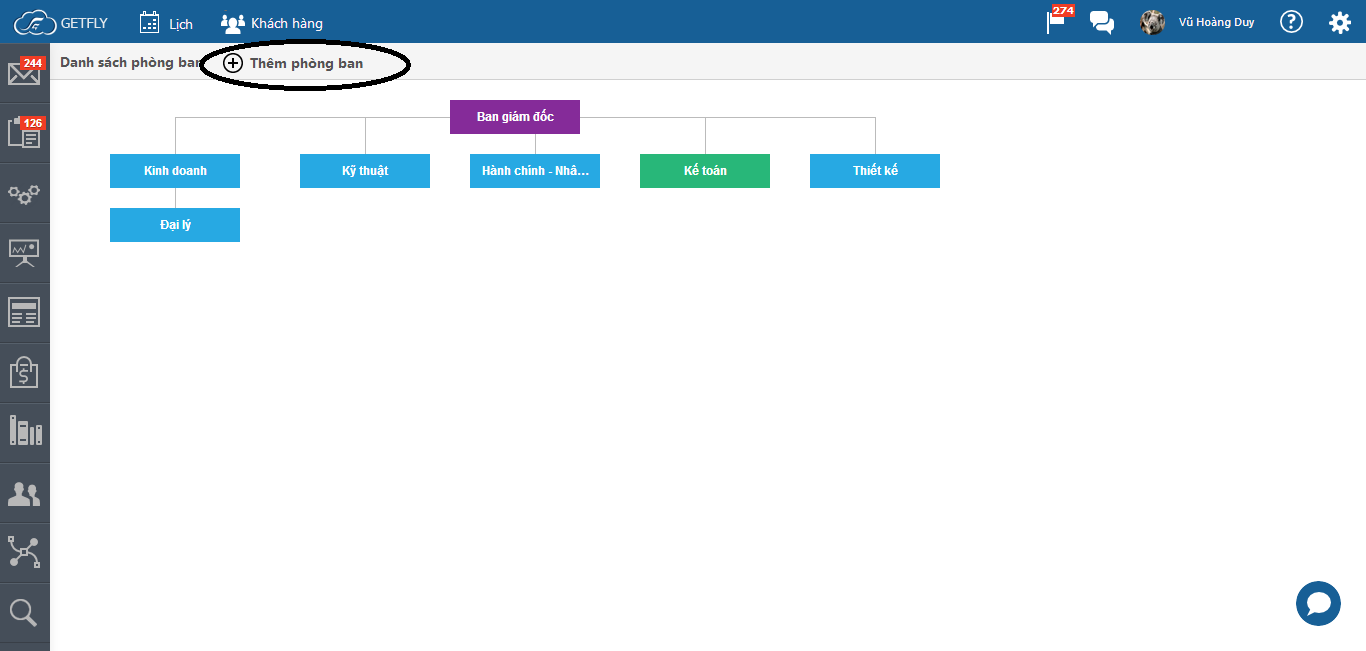 GETFLY
Lịch
Khách hàng
274
Vũ Hoàng Duy
244
Danh sách phòng ban
Thêm phòng ban
126
Ban giám đốc
Kinh doanh
Kỹ thuật
Hành chính - Nhâ...
Kế toán
Thiết kế
Đại lý